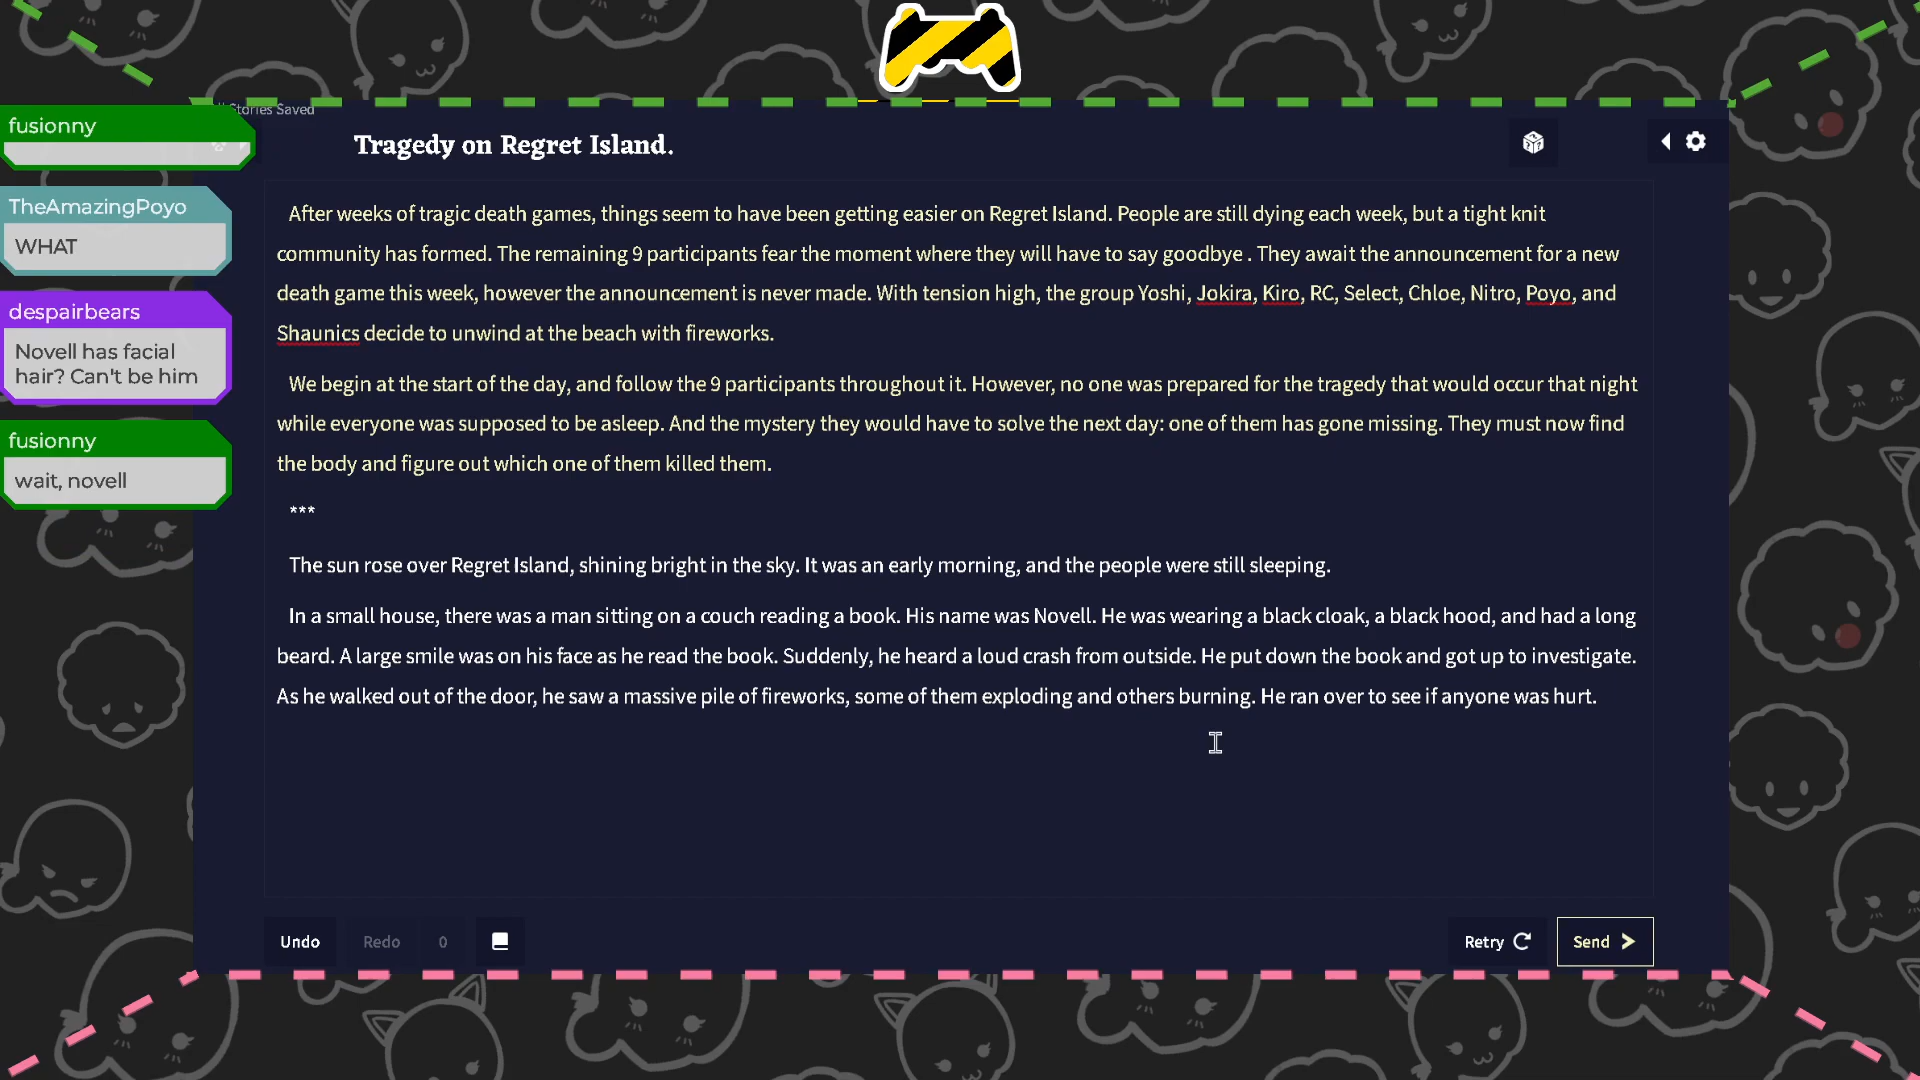 Stories Saved
fusionny
TheAmazingPoyo
WHAT
despairbears
Novell has facial
hair? Can't be him
fusionny
wait, novell
Tragedy on Regret Island.
After weeks of tragic death games, things seem to have been getting easier on Regret Island. People are still dying each week, but a tight knit
community has formed. The remaining 9 participants fear the moment where they will have to say goodbye . They await the announcement for a new
death game this week, however the announcement is never made. With tension high, the group Yoshi, Jokira, Kiro, RC, Select, Chloe, Nitro, Poyo, and
Shaunics decide to unwind at the beach with fireworks.
We begin at the start of the day, and follow the 9 participants throughout it. However, no one was prepared for the tragedy that would occur that night
while everyone was supposed to be asleep. And the mystery they would have to solve the next day: one of them has gone missing. They must now find
the body and figure out which one of them killed them.
***
The sun rose over Regret Island, shining bright in the sky. It was an early morning, and the people were still sleeping.
In a small house, there was a man sitting on a couch reading a book. His name was Novell. He was wearing a black cloak, a black hood, and had a long
beard. A large smile was on his face as he read the book. Suddenly, he heard a loud crash from outside. He put down the book and got up to investigate.
As he walked out of the door, he saw a massive pile of fireworks, some of them exploding and others burning. He ran over to see if anyone was hurt.
Undo
Redo
0
Retry
Send